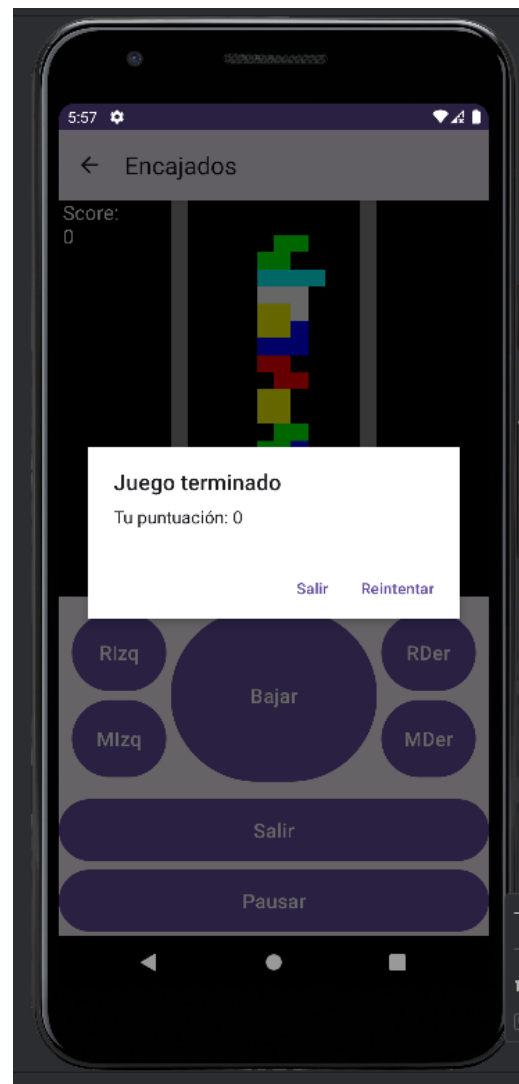 5:57
Encajados
Score:
0
Juego terminado
Tu puntuación: 0
Salir Reintentar
RIzq
Bajar
RDer
MIzq
MDer
Salir
Pausar